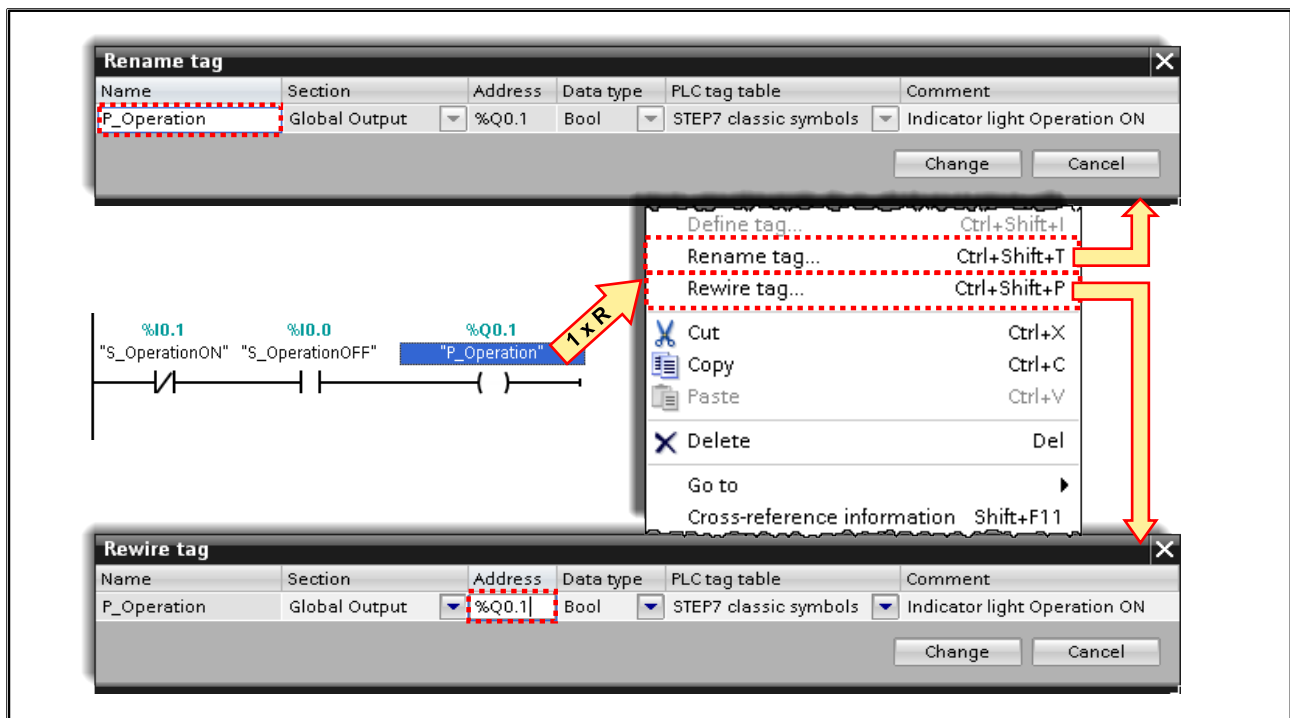 Rename tag
Name Section Address Data type PLC tag table Comment
P_Operation Global Output %Q0.1 Bool STEP7 classic symbols Indicator light Operation ON
Change Cancel
Define tag... Ctrl+Shift+I
Rename tag... Ctrl+Shift+T
Rewire tag... Ctrl+Shift+P
%I0.1 %I0.0 %Q0.1
"S_OperationON" "S_OperationOFF" "P_Operation"
1 x R
Cut Ctrl+X
Copy Ctrl+C
Paste Ctrl+V
Delete Del
Go to
Cross-reference information Shift+F11
Rewire tag
Name Section Address Data type PLC tag table Comment
P_Operation Global Output %Q0.1 Bool STEP7 classic symbols Indicator light Operation ON
Change Cancel